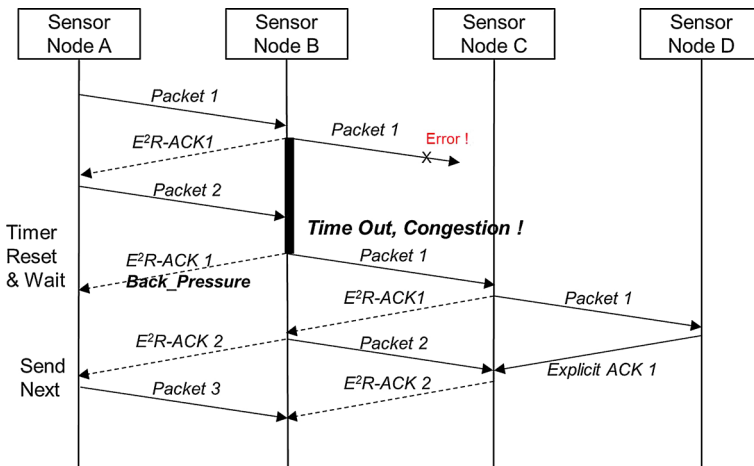 Sensor
Node A
Sensor
Node B
Sensor
Node C
Sensor
Node D
Packet 1
Packet 1
Error !
E²R-ACK1
X
Packet 2
Time Out, Congestion !
Timer
Reset
& Wait
E²R-ACK 1
Back_Pressure
Packet 1
E²R-ACK1
Packet 1
E²R-ACK 2
Packet 2
Explicit ACK 1
Send
Next
Packet 3
E²R-ACK 2